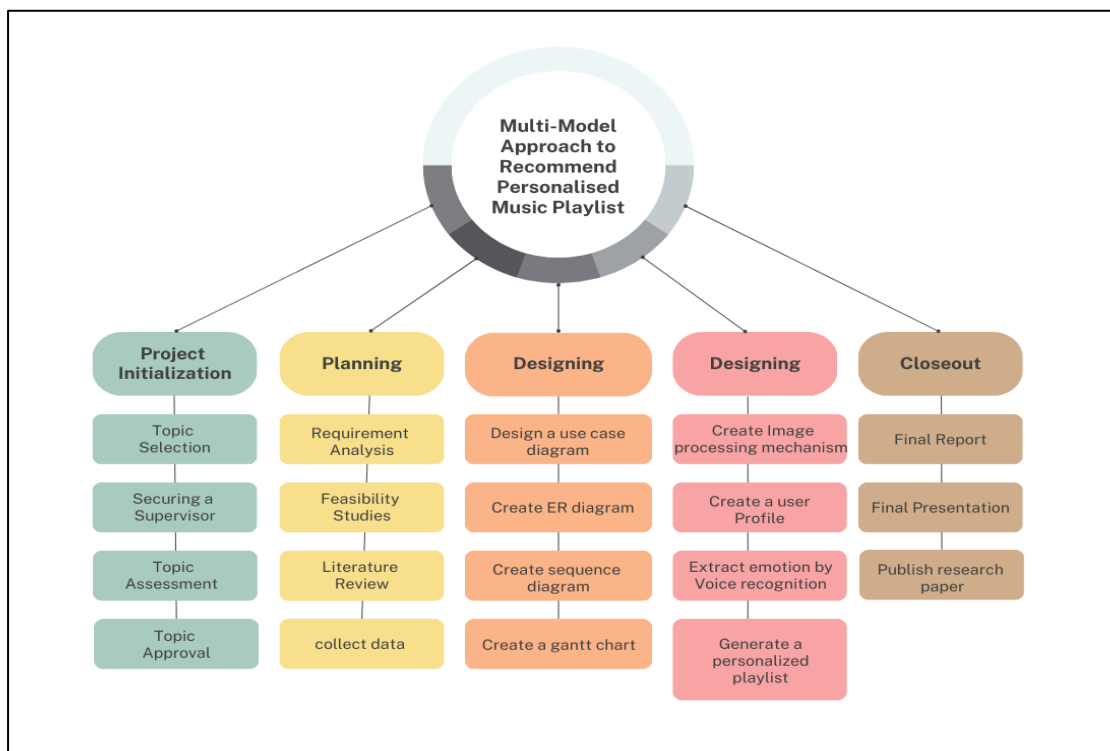 Multi-Model
Approach to
Recommend
Personalised
Music Playlist
Project
Initialization
Topic
Selection
Securing a
Supervisor
Topic
Assessment
Topic
Approval
Planning
Requirement
Analysis
Feasibility
Studies
Literature
Review
collect data
Designing
Design a use case
diagram
Create ER diagram
Create sequence
diagram
Create a gantt chart
Designing
Create Image
processing mechanism
Create a user
Profile
Extract emotion by
Voice recognition
Generate a
personalized
playlist
Closeout
Final Report
Final Presentation
Publish research
paper